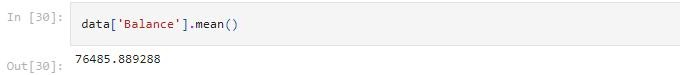 In [30]: data['Balance'].mean()
Out[30]: 76485.889288